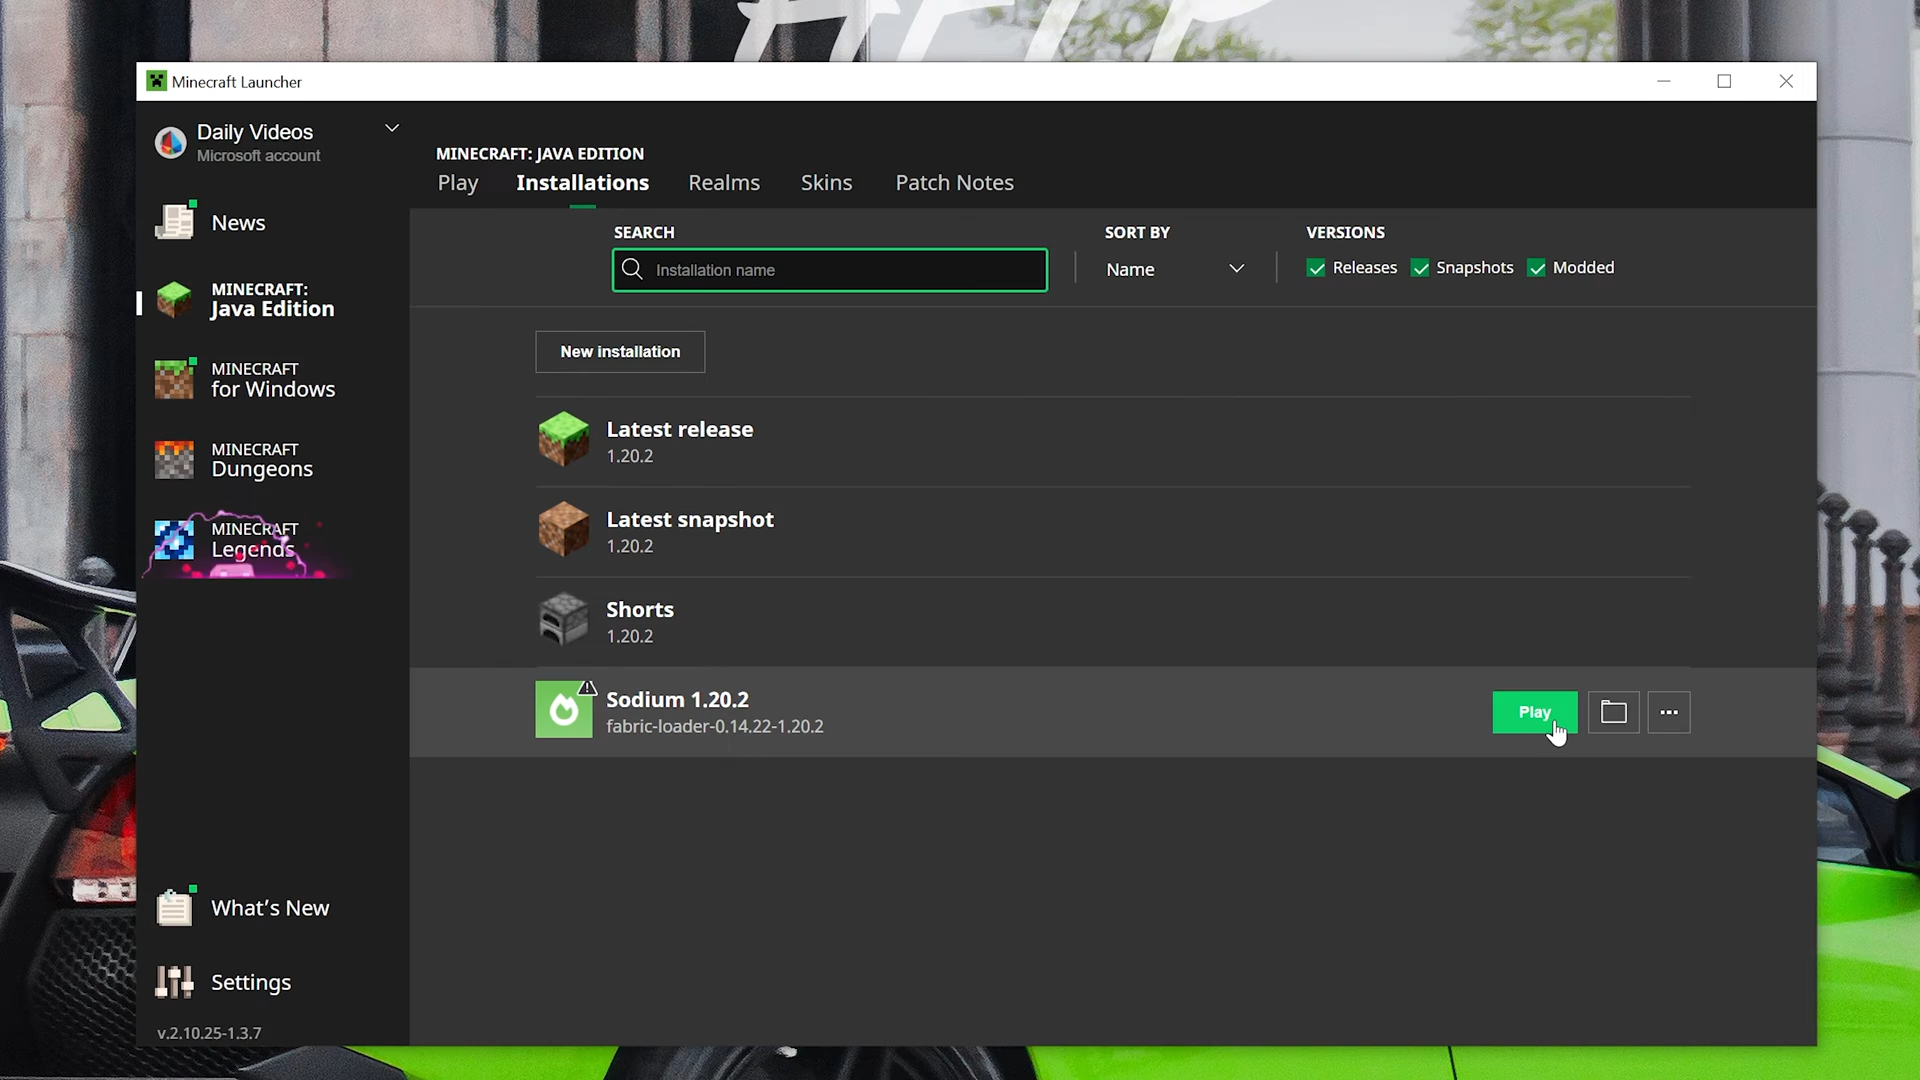 HELP
Minecraft Launcher
Daily Videos
Microsoft account
News
MINECRAFT:
Java Edition
MINECRAFT
for Windows
MINECRAFT
Dungeons
MINECRAFT
Legends
What's New
Settings
v.2.10.25-1.3.7
MINECRAFT: JAVA EDITION
Play Installations Realms Skins Patch Notes
SEARCH SORT BY VERSIONS
Installation name Name Releases Snapshots Modded
New installation
Latest release
1.20.2
Latest snapshot
1.20.2
Shorts
1.20.2
Sodium 1.20.2
fabric-loader-0.14.22-1.20.2
Play